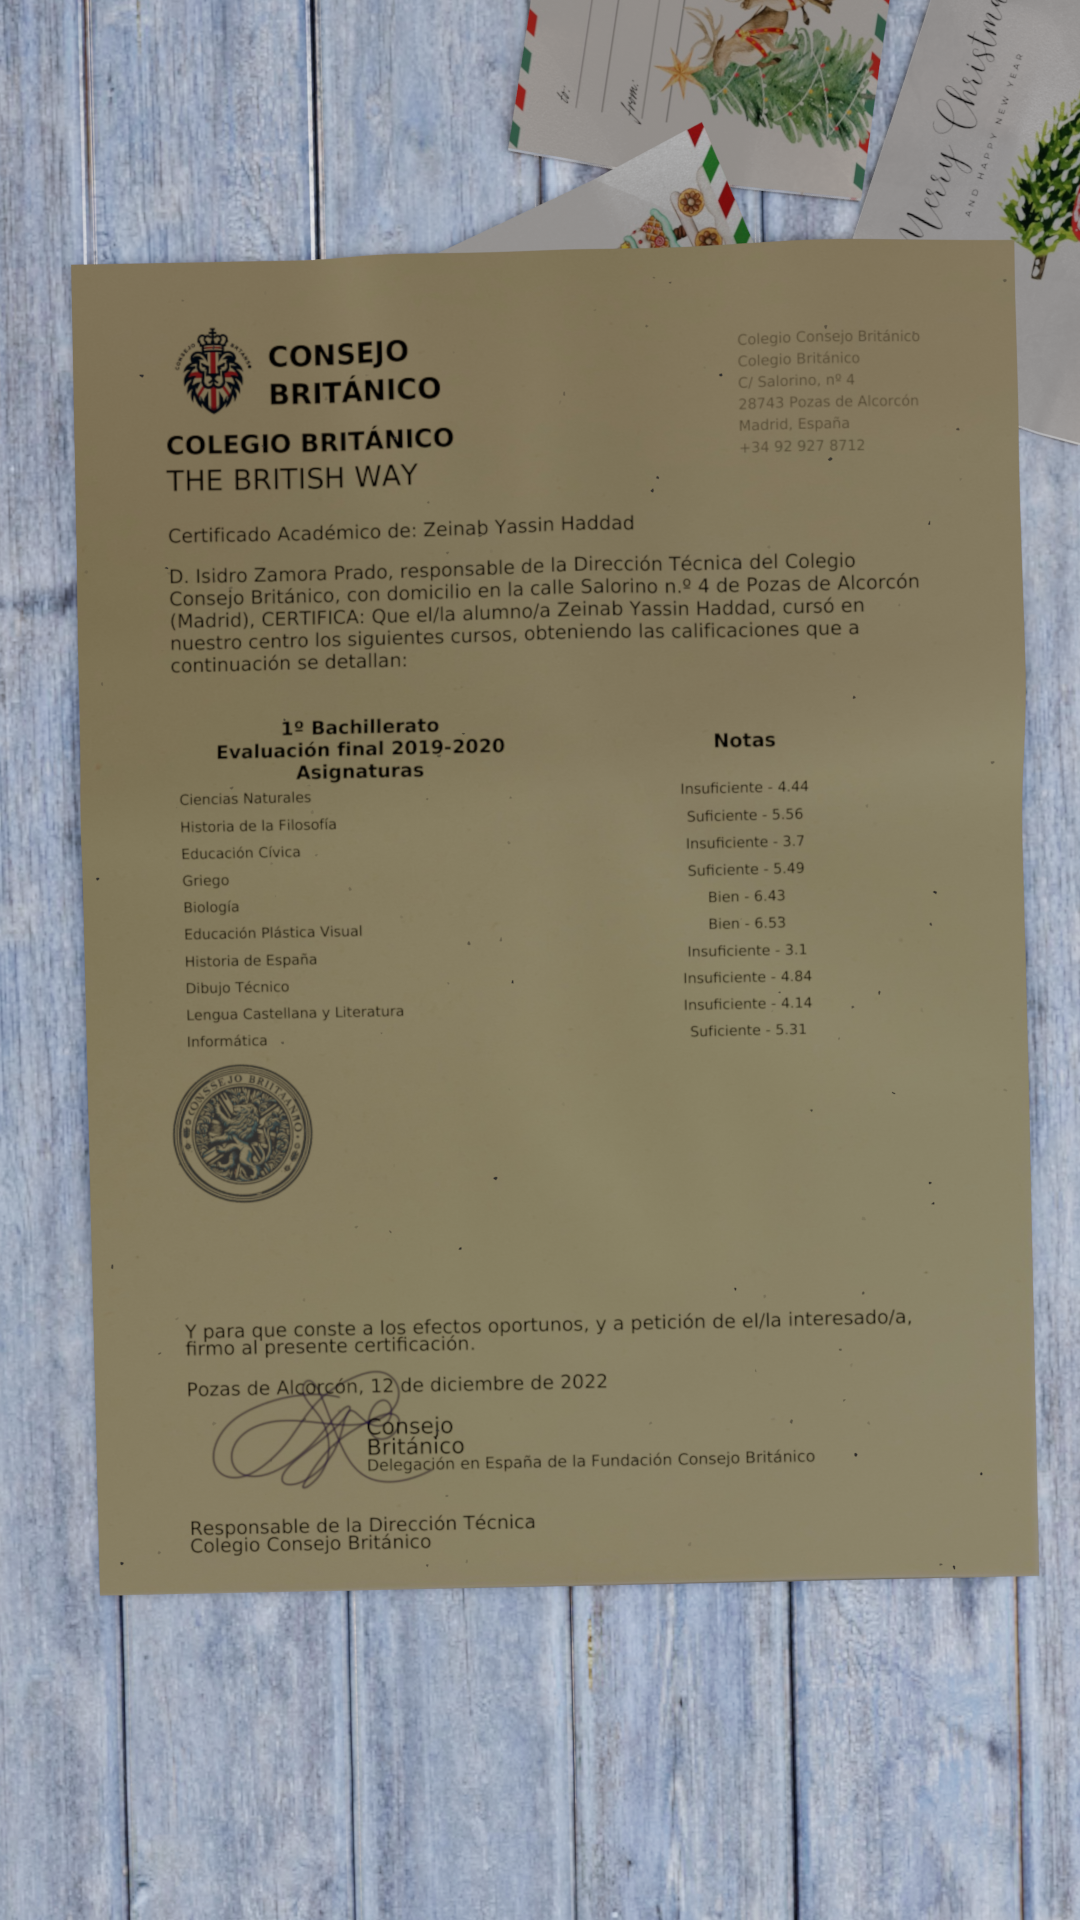 to:
from:
Merry Christma
AND HAPPY NEW YEAR
CONSEJO
BRITÁNICO
COLEGIO BRITÁNICO
THE BRITISH WAY
Colegio Consejo Británico
Colegio Británico
C/ Salorino, nº 4
28743 Pozas de Alcorcón
Madrid, España
+34 92 927 8712
Certificado Académico de: Zeinab Yassin Haddad
D. Isidro Zamora Prado, responsable de la Dirección Técnica del Colegio
Consejo Británico, con domicilio en la calle Salorino n.º 4 de Pozas de Alcorcón
(Madrid), CERTIFICA: Que el/la alumno/a Zeinab Yassin Haddad, cursó en
nuestro centro los siguientes cursos, obteniendo las calificaciones que a
continuación se detallan:
1º Bachillerato
Evaluación final 2019-2020
Asignaturas
Notas
Ciencias Naturales Insuficiente - 4.44
Historia de la Filosofía Suficiente - 5.56
Educación Cívica Insuficiente - 3.7
Griego Suficiente - 5.49
Biología Bien - 6.43
Educación Plástica Visual Bien - 6.53
Historia de España Insuficiente - 3.1
Dibujo Técnico Insuficiente - 4.84
Lengua Castellana y Literatura Insuficiente - 4.14
Informática Suficiente - 5.31
Y para que conste a los efectos oportunos, y a petición de el/la interesado/a,
firmo al presente certificación.
Pozas de Alcorcón, 12 de diciembre de 2022
Consejo
Británico
Delegación en España de la Fundación Consejo Británico
Responsable de la Dirección Técnica
Colegio Consejo Británico